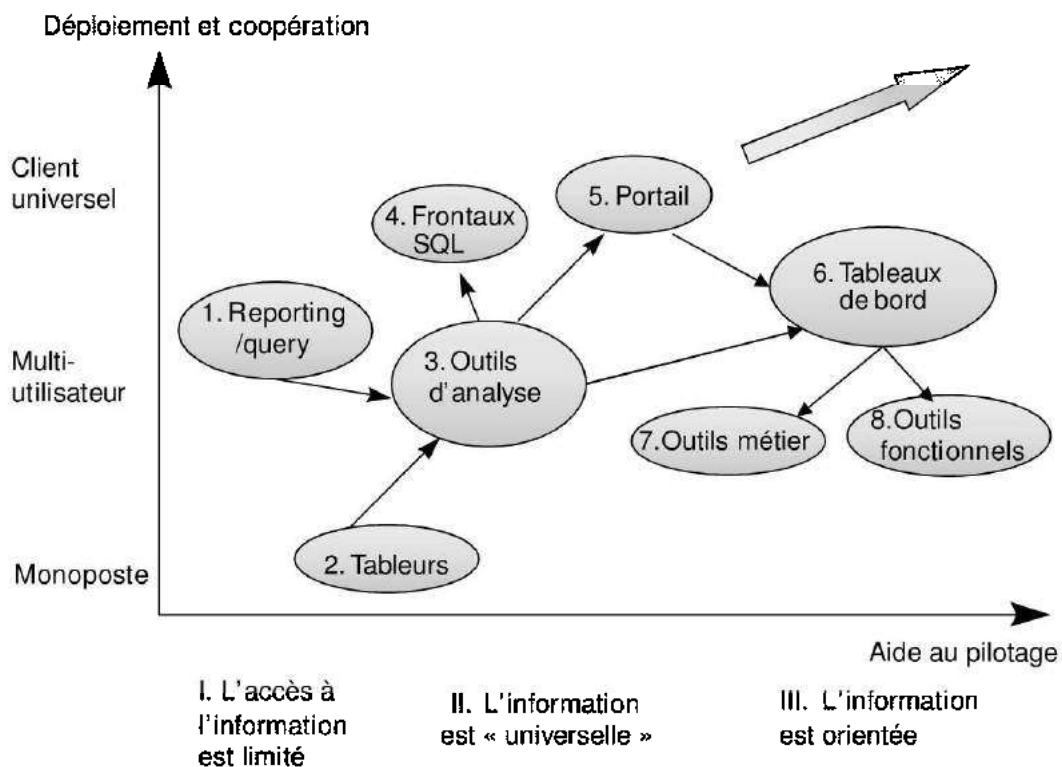 Déploiement et coopération
Client
universel
5. Portail
4. Frontaux
SQL
6. Tableaux
de bord
1. Reporting
/query
Multi-
utilisateur
3. Outils
d'analyse
7.Outils métier
8.Outils
fonctionnels
2. Tableurs
Monoposte
Aide au pilotage
I. L'accès à
l'information
est limité
II. L'information
est « universelle »
III. L'information
est orientée